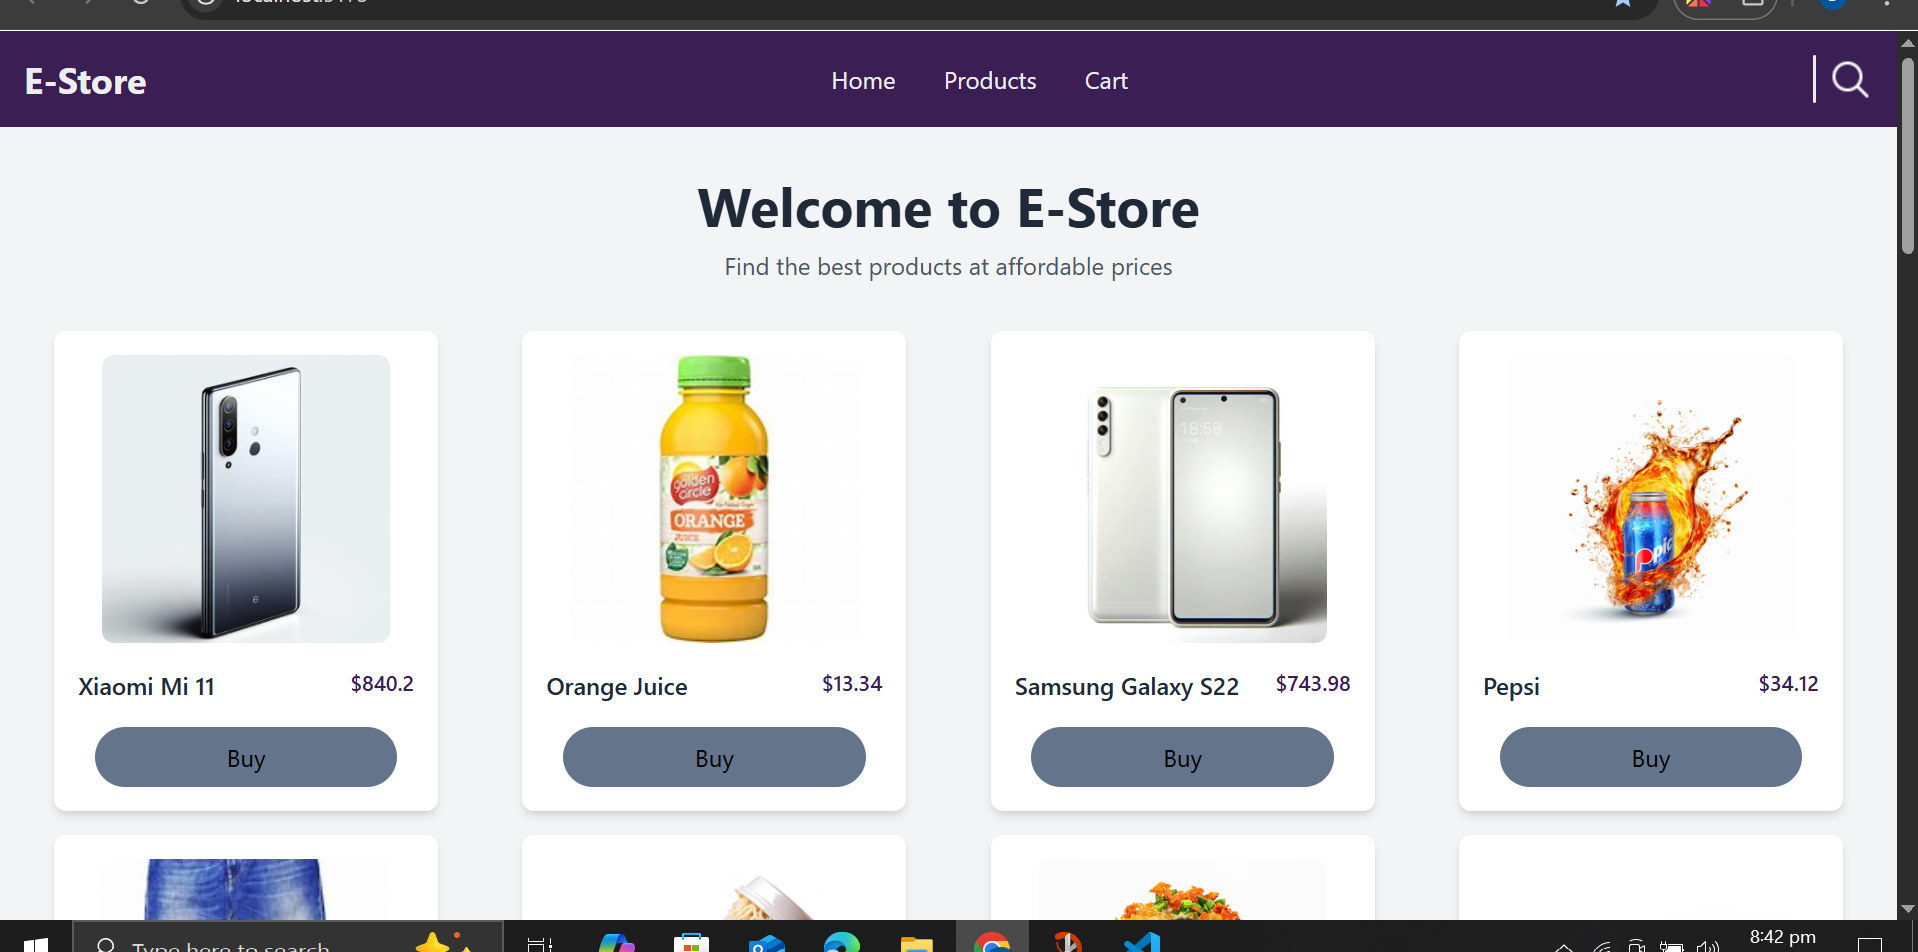 E-Store
Home Products Cart
Welcome to E-Store
Find the best products at affordable prices
golden circle
ORANGE
JUICE
18:58
Xiaomi Mi 11 $840.2
Orange Juice $13.34
Samsung Galaxy S22 $743.98
Pepsi $34.12
Buy
Buy
Buy
Buy
Type here to search
8:42 pm